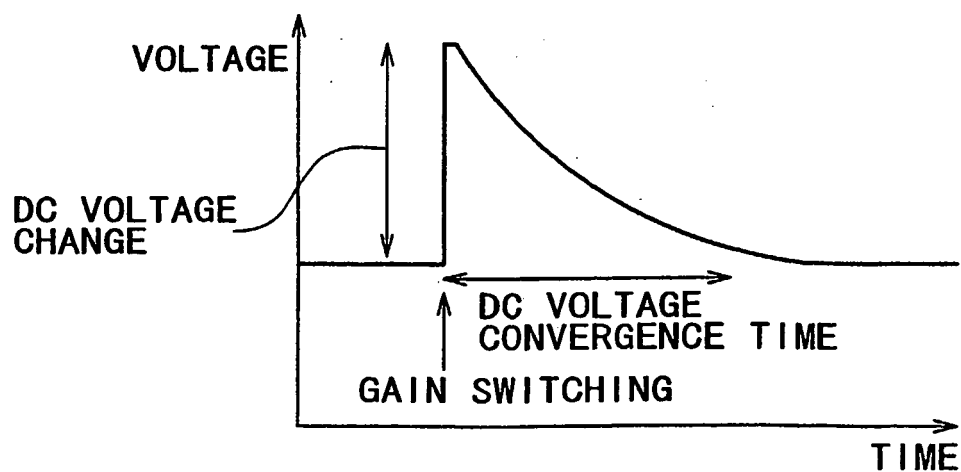 VOLTAGE
DC VOLTAGE
CHANGE
DC VOLTAGE
CONVERGENCE TIME
GAIN SWITCHING
TIME